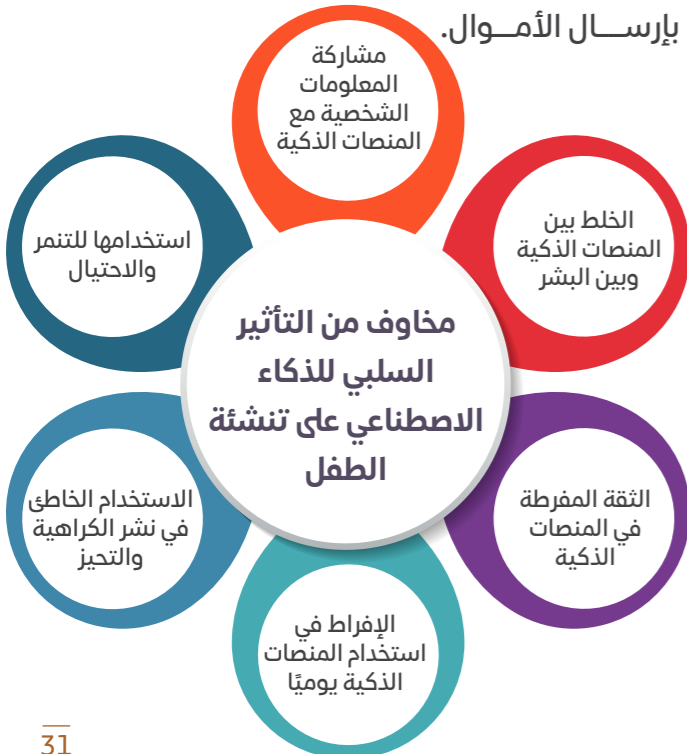 بإرســـال الأمـــوال.
مشاركة
المعلومات
الشخصية مع
المنصات الذكية
الخلط بين
المنصات الذكية
وبين البشر
استخدامها للتنمر
والاحتيال
مخاوف من التأثير
السلبي للذكاء
الاصطناعي على تنشئة
الطفل
الثقة المفرطة
في المنصات
الذكية
الاستخدام الخاطئ
في نشر الكراهية
والتحيز
الإفراط في
استخدام المنصات
الذكية يوميًا
31